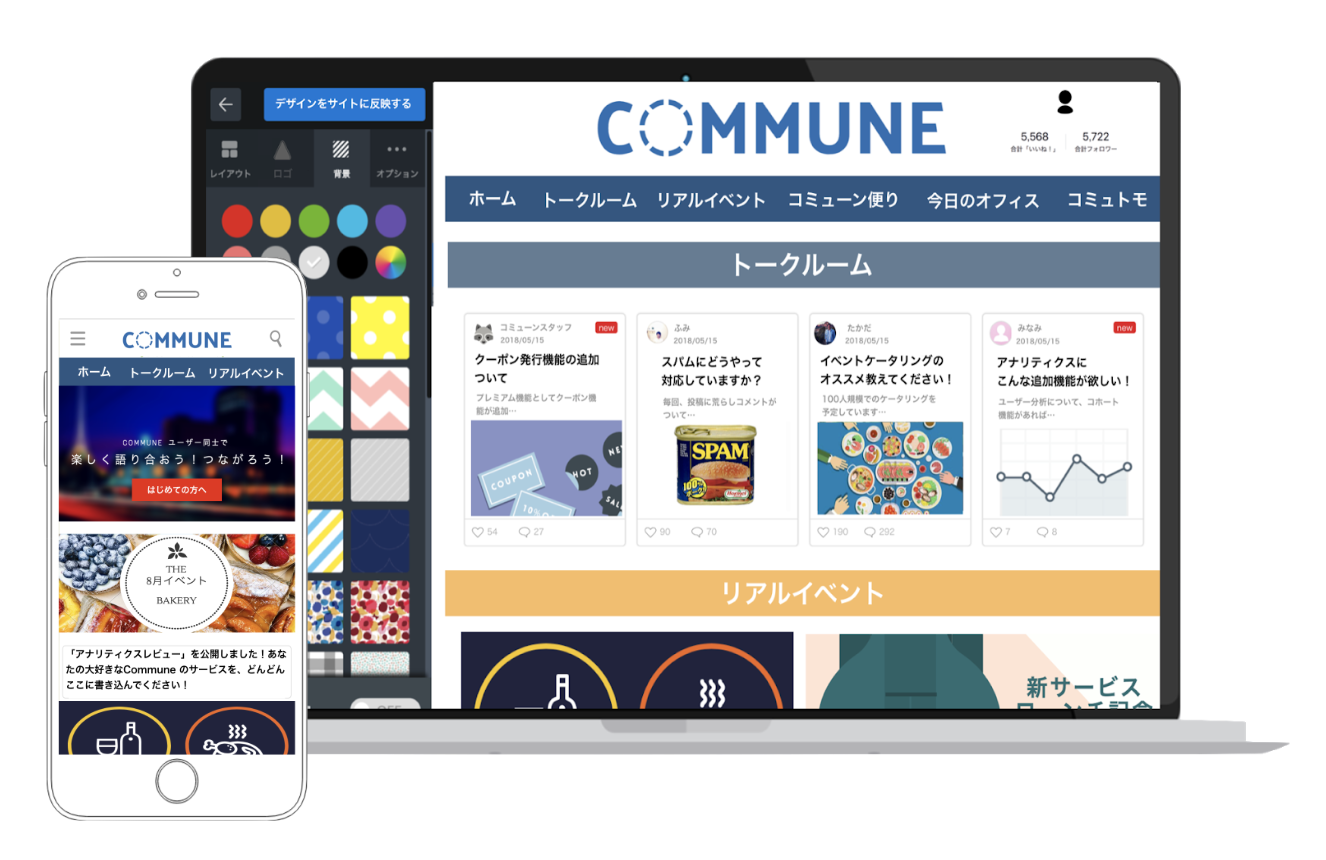 デザインをサイトに反映する
レイアウト
ロゴ
背景
オプション
OFF
COMMUNE
5,568
合計「いいね！」
5,722
合計フォロワー
ホーム トークルーム リアルイベント コミューン便り 今日のオフィス コミュトモ
トークルーム
コミューンスタッフ
new
2018/05/15
クーポン発行機能の追加
ついて
プレミアム機能としてクーポン機
能が追加…
COUPON
HOT
NE
SAL
10%
54
27
ふみ
2018/05/15
スパムにどうやって
対応していますか？
毎回、投稿に荒らしコメントが
ついて…
SPAM
100%
Hormel
90
70
たかだ
2018/05/15
イベントケータリングの
オススメ教えてください！
100人規模でのケータリングを
予定しています…
190
292
みなみ
new
2018/05/15
アナリティクスに
こんな追加機能が欲しい！
ユーザー分析について、コホート
機能があれば…
7
8
リアルイベント
新サービス
ローンチ記念
COMMUNE
ホーム トークルーム リアルイベント
COMMUNE ユーザー同士で
楽しく語り合おう！つながろう！
はじめての方へ
THE
8月イベント
BAKERY
「アナリティクスレビュー」を公開しました！あな
たの大好きなCommune のサービスを、どんどん
ここに書き込んでください！